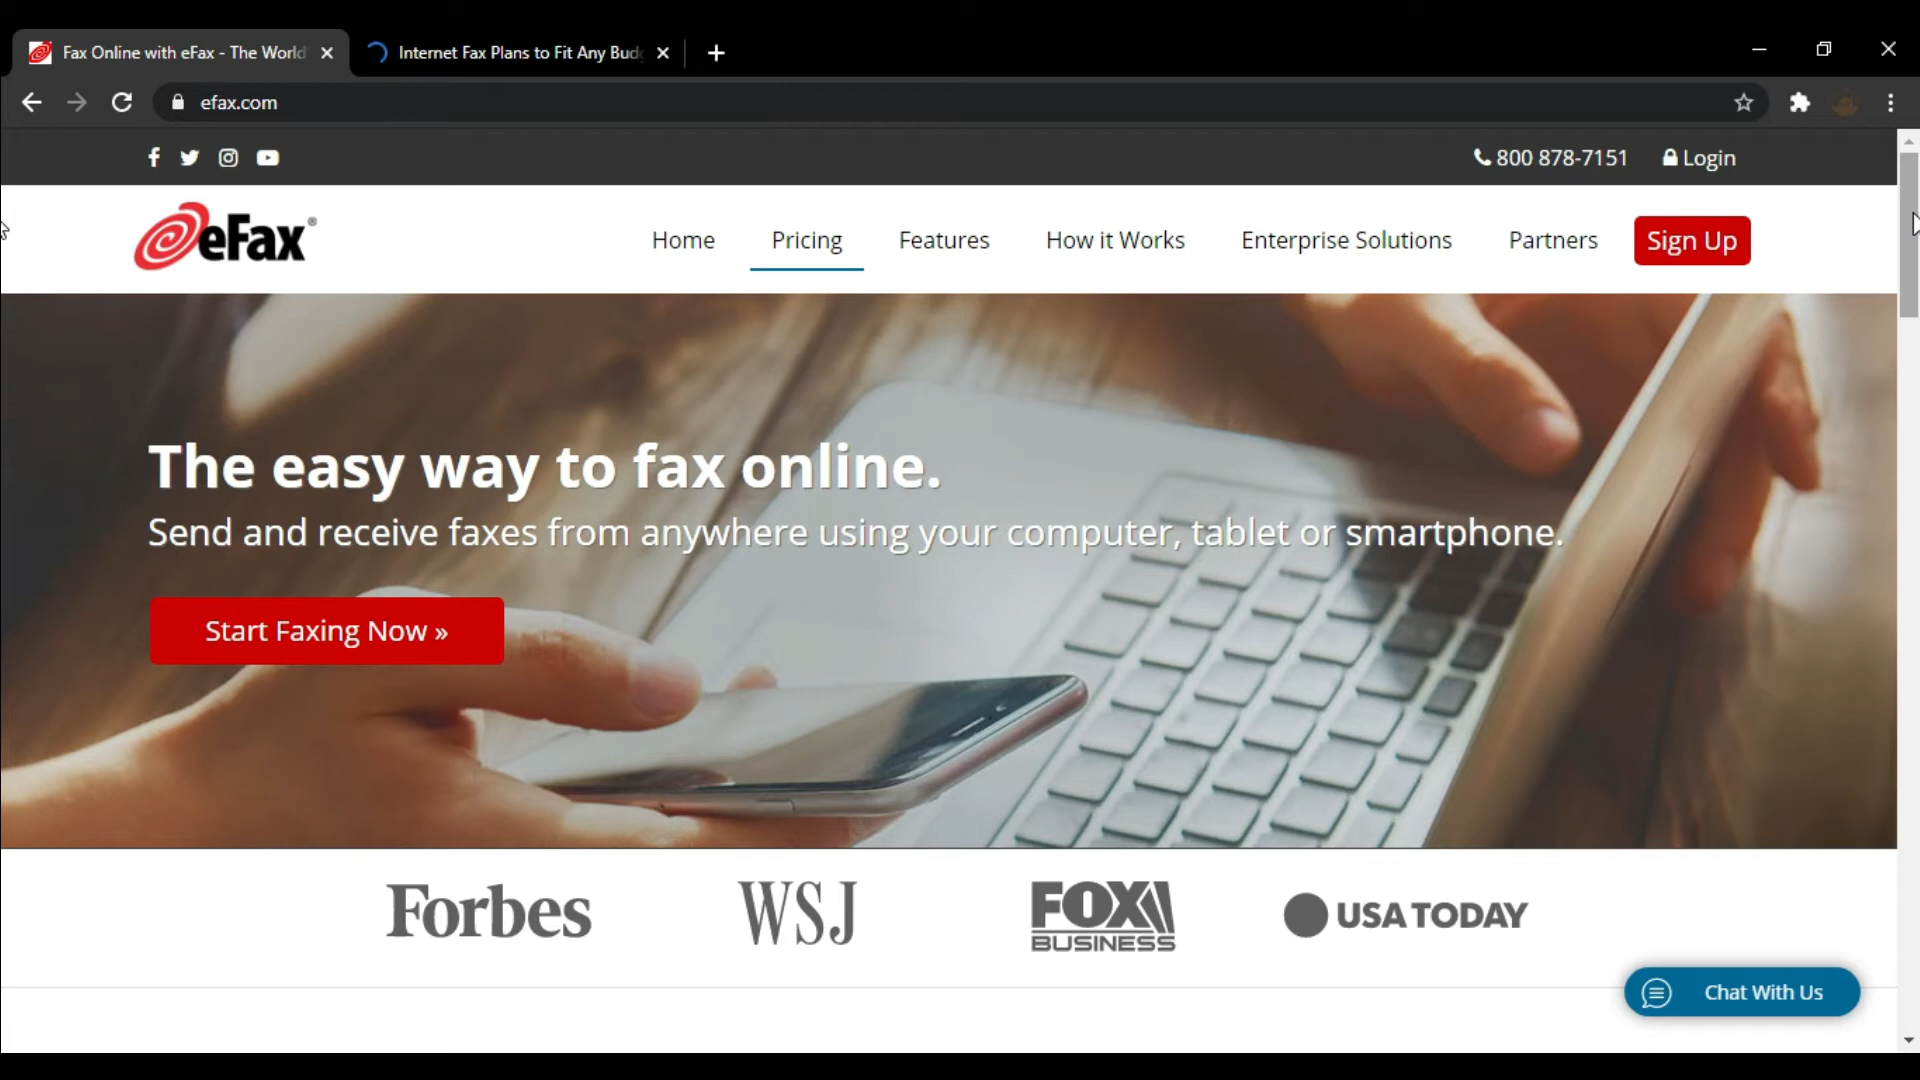 Fax Online with eFax - The World
Internet Fax Plans to Fit Any Bud
efax.com
800 878-7151
Login
eFax®
Home
Pricing
Features
How it Works
Enterprise Solutions
Partners
Sign Up
The easy way to fax online.
Send and receive faxes from anywhere using your computer, tablet or smartphone.
Start Faxing Now »
Forbes
WSJ
FOX
BUSINESS
USA TODAY
Chat With Us